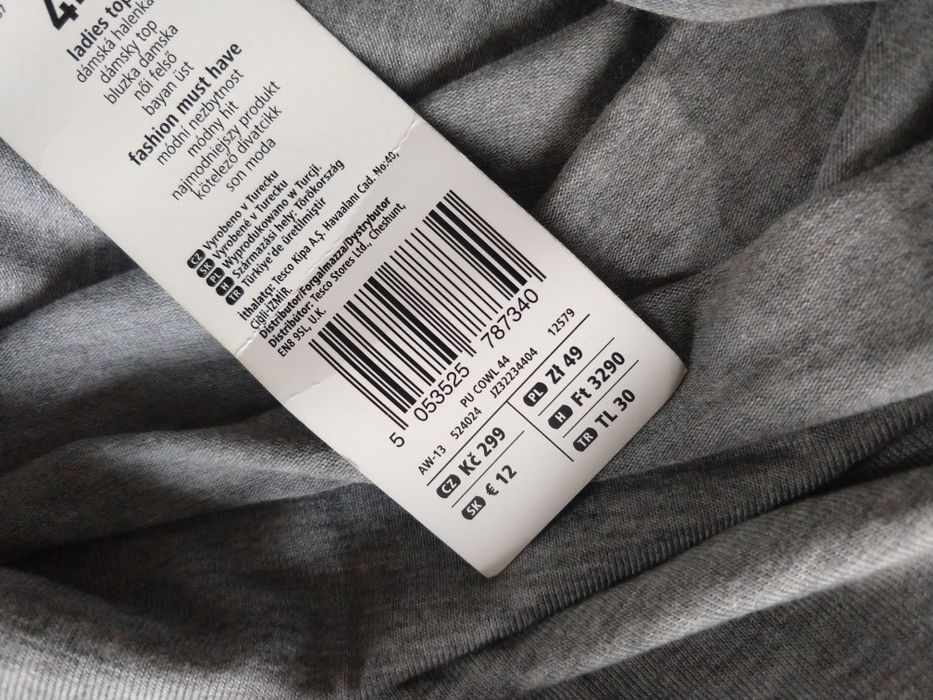 ladies top
dámská halenka
dámsky top
bluzka damska
női felső
bayan üst
fashion must have
módní nezbytnost
módny hit
najmodniejszy produkt
kötelező divatcikk
son moda
CZ Vyrobeno v Turecku
SK Vyrobené v Turecku
PL Wyprodukowano w Turcji.
H Származási hely: Törökország
TR Türkiye'de üretilmiştir
İthalatçı: Tesco Kipa A.Ş. Havaalanı Cad. No:40,
Çiğli-İZMİR.
Distributor/Forgalmazza/Dystrybutor
Distribútor: Tesco Stores Ltd., Cheshunt,
EN8 9SL, U.K.
5 053525 787340
AW-13 PU COWL 44
524024 JZ32234404 12579
CZ Kč 299
SK € 12
PL Zł 49
H Ft 3290
TR TL 30